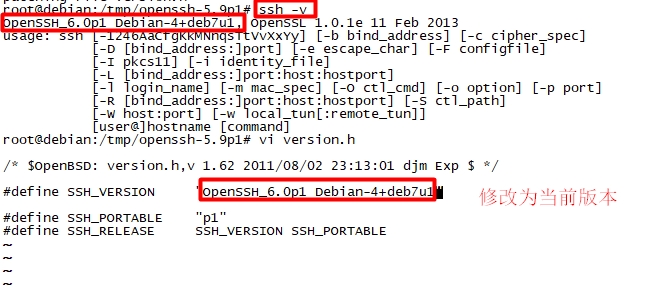 root@debian:/tmp/openssh-5.9p1# ssh -v
OpenSSH_6.0p1 Debian-4+deb7u1, OpenSSL 1.0.1e 11 Feb 2013
usage: ssh [-1246AaCfgKkMNnqsTtVvXxYy] [-b bind_address] [-c cipher_spec]
[-D [bind_address:]port] [-e escape_char] [-F configfile]
[-I pkcs11] [-i identity_file]
[-L [bind_address:]port:host:hostport]
[-l login_name] [-m mac_spec] [-O ctl_cmd] [-o option] [-p port]
[-R [bind_address:]port:host:hostport] [-S ctl_path]
[-W host:port] [-w local_tun[:remote_tun]]
[user@]hostname [command]
root@debian:/tmp/openssh-5.9p1# vi version.h
/* $OpenBSD: version.h,v 1.62 2011/08/02 23:13:01 djm Exp $ */
#define SSH_VERSION "OpenSSH_6.0p1 Debian-4+deb7u1"
修改为当前版本
#define SSH_PORTABLE "p1"
#define SSH_RELEASE SSH_VERSION SSH_PORTABLE
~
~
~
~